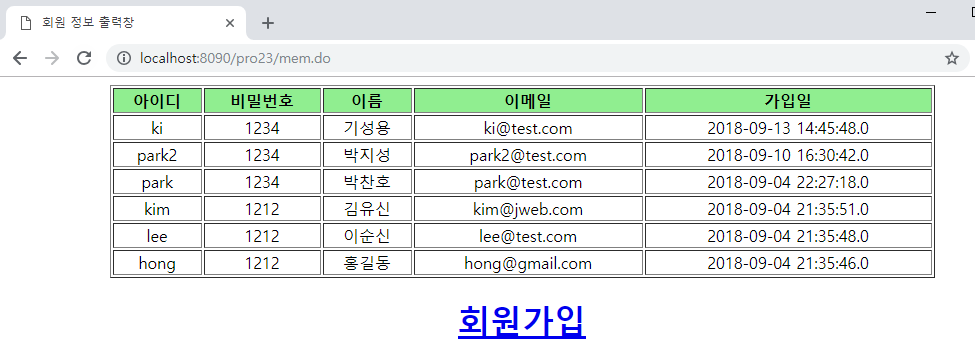 회원 정보 출력창
localhost:8090/pro23/mem.do
아이디 비밀번호 이름 이메일 가입일
ki 1234 기성용 ki@test.com 2018-09-13 14:45:48.0
park2 1234 박지성 park2@test.com 2018-09-10 16:30:42.0
park 1234 박찬호 park@test.com 2018-09-04 22:27:18.0
kim 1212 김유신 kim@jweb.com 2018-09-04 21:35:51.0
lee 1212 이순신 lee@test.com 2018-09-04 21:35:48.0
hong 1212 홍길동 hong@gmail.com 2018-09-04 21:35:46.0
회원가입